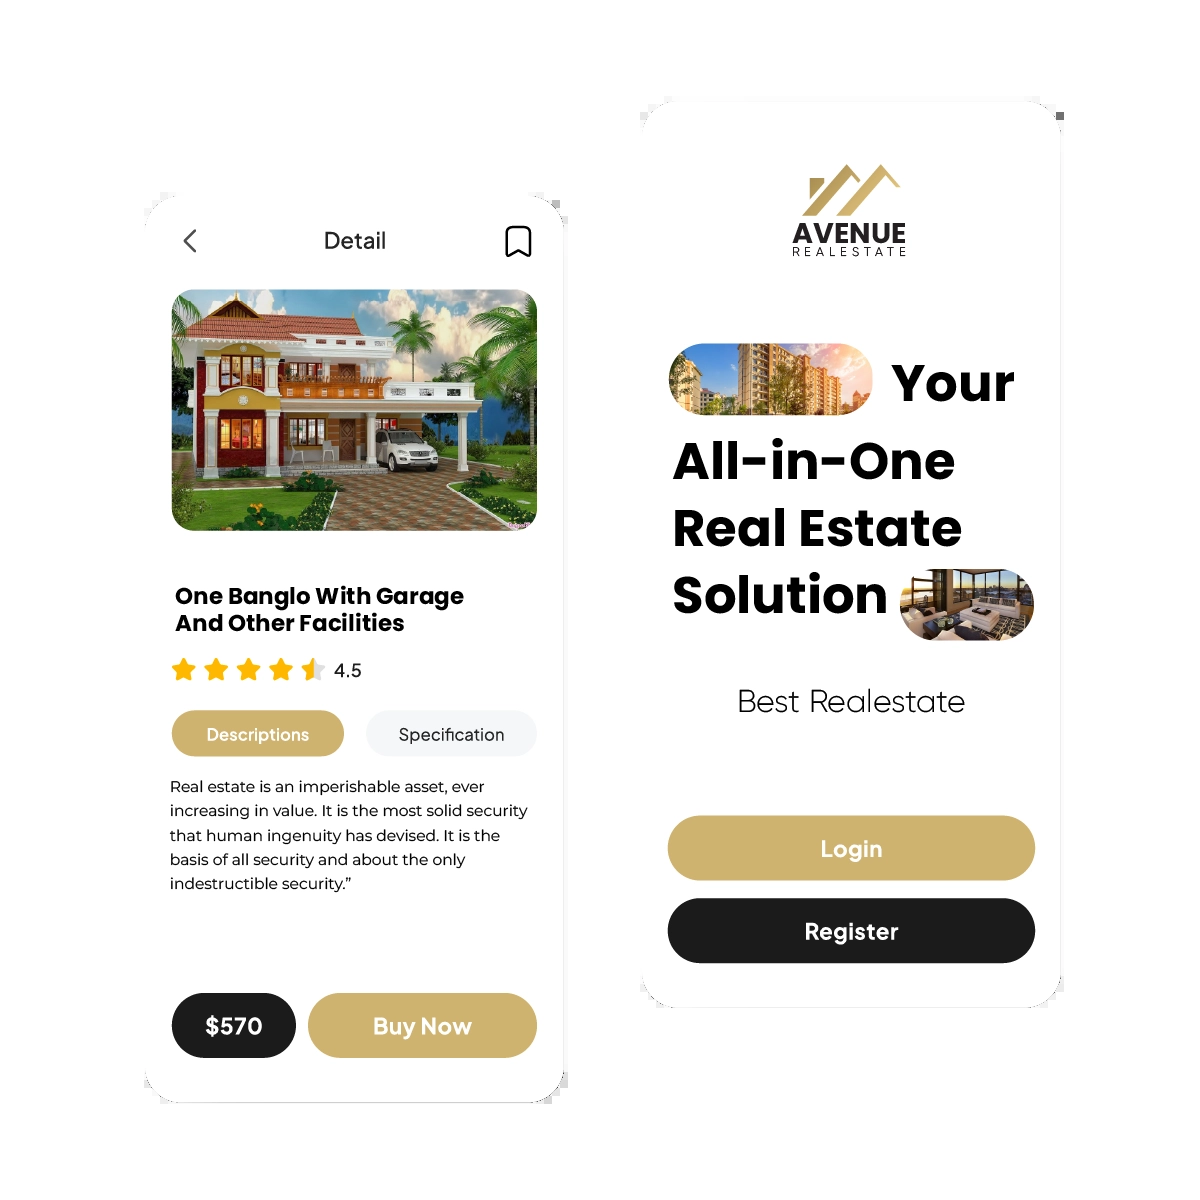 Detail
One Banglo With Garage
And Other Facilities
4.5
Descriptions
Specification
Real estate is an imperishable asset, ever
increasing in value. It is the most solid security
that human ingenuity has devised. It is the
basis of all security and about the only
indestructible security.”
$570
Buy Now
AVENUE
REALESTATE
Your
All-in-One
Real Estate
Solution
Best Realestate
Login
Register